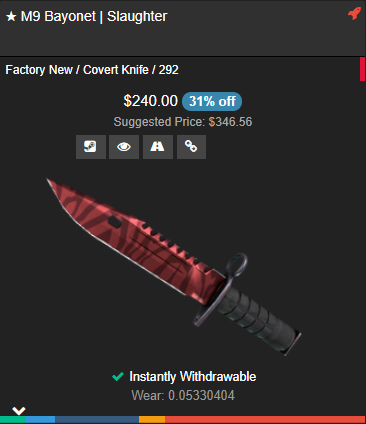 ★ M9 Bayonet | Slaughter
Factory New / Covert Knife / 292
$240.00 31% off
Suggested Price: $346.56
Instantly Withdrawable
Wear: 0.05330404